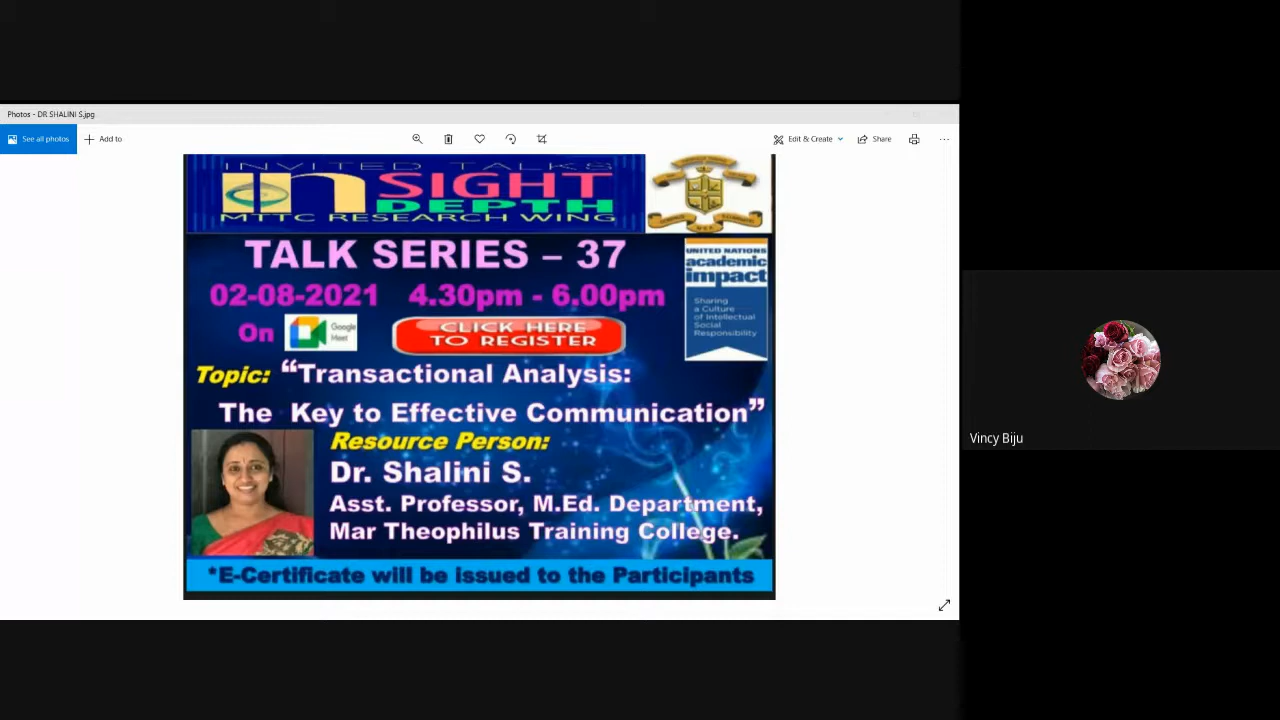 Photos - DR SHALINI S.jpg
See all photos
Add to
Edit & Create
Share
INVITED TALKS
inSIGHT
DEPTH
MTTC RESEARCH WING
TALK SERIES – 37
UNITED NATIONS
academic
impact
Sharing
a Culture
of Intellectual
Social
Responsibility
02-08-2021 4.30pm - 6.00pm
On Google Meet
CLICK HERE
TO REGISTER
Topic: “Transactional Analysis:
The Key to Effective Communication”
Resource Person:
Dr. Shalini S.
Asst. Professor, M.Ed. Department,
Mar Theophilus Training College.
*E-Certificate will be issued to the Participants
Vincy Biju